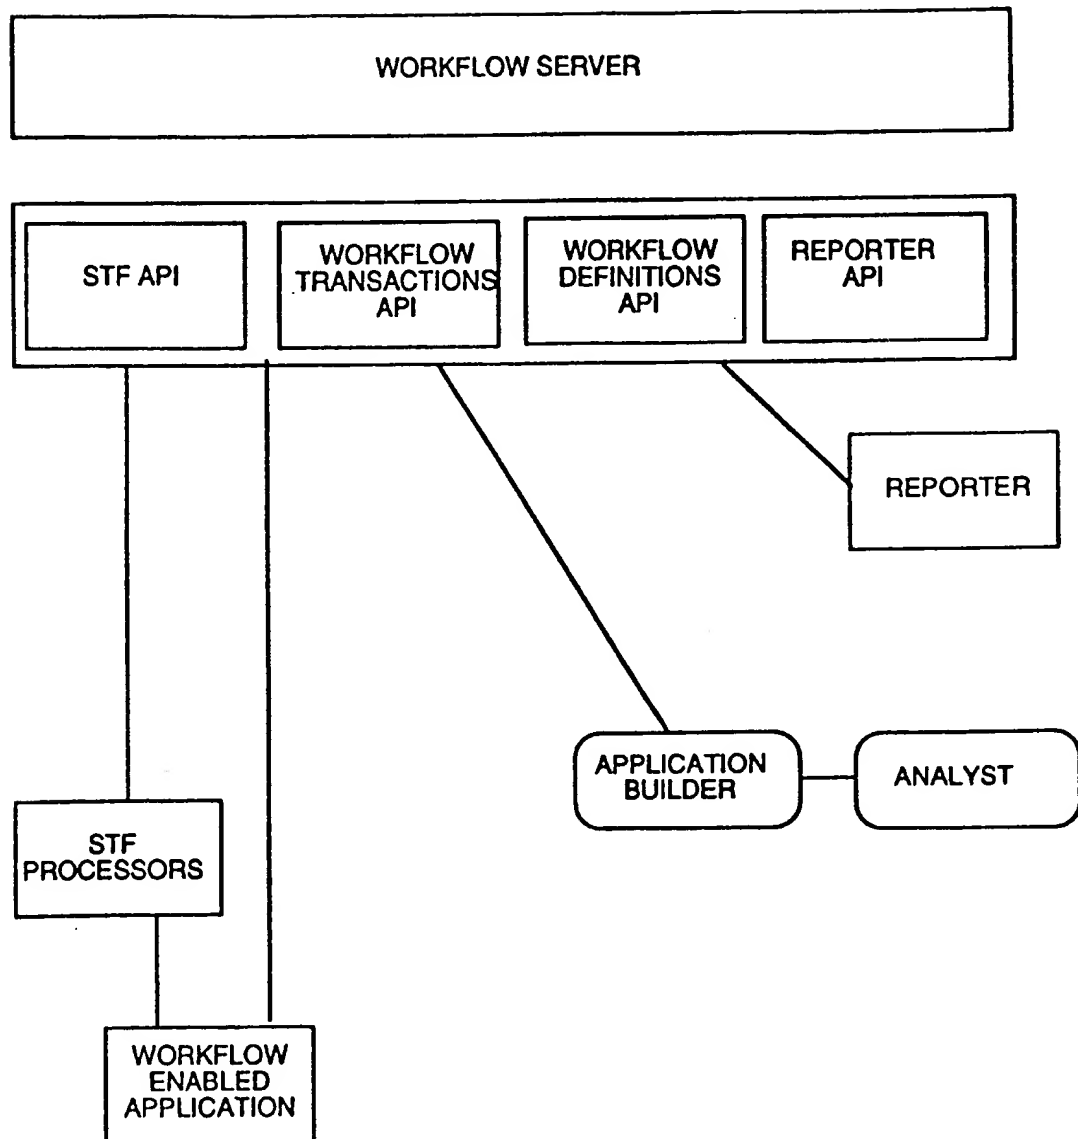 WORKFLOW SERVER
STF API
WORKFLOW
TRANSACTIONS
API
WORKFLOW
DEFINITIONS
API
REPORTER
API
REPORTER
APPLICATION
BUILDER
ANALYST
STF
PROCESSORS
WORKFLOW
ENABLED
APPLICATION